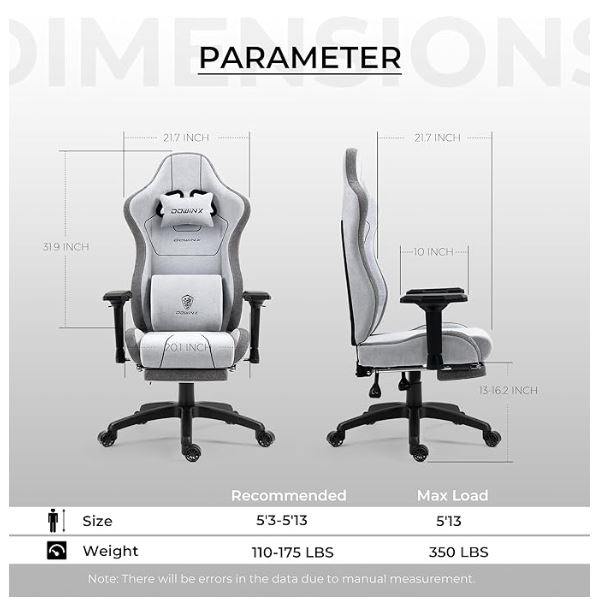 DIMENSIONS
PARAMETER
21.7 INCH
21.7 INCH
DOWINX
DOWINX
31.9 INCH
10 INCH
DOWINX
20.1 INCH
13-16.2 INCH
Recommended Max Load
Size 5'3-5'13 5'13
Weight 110-175 LBS 350 LBS
Note: There will be errors in the data due to manual measurement.